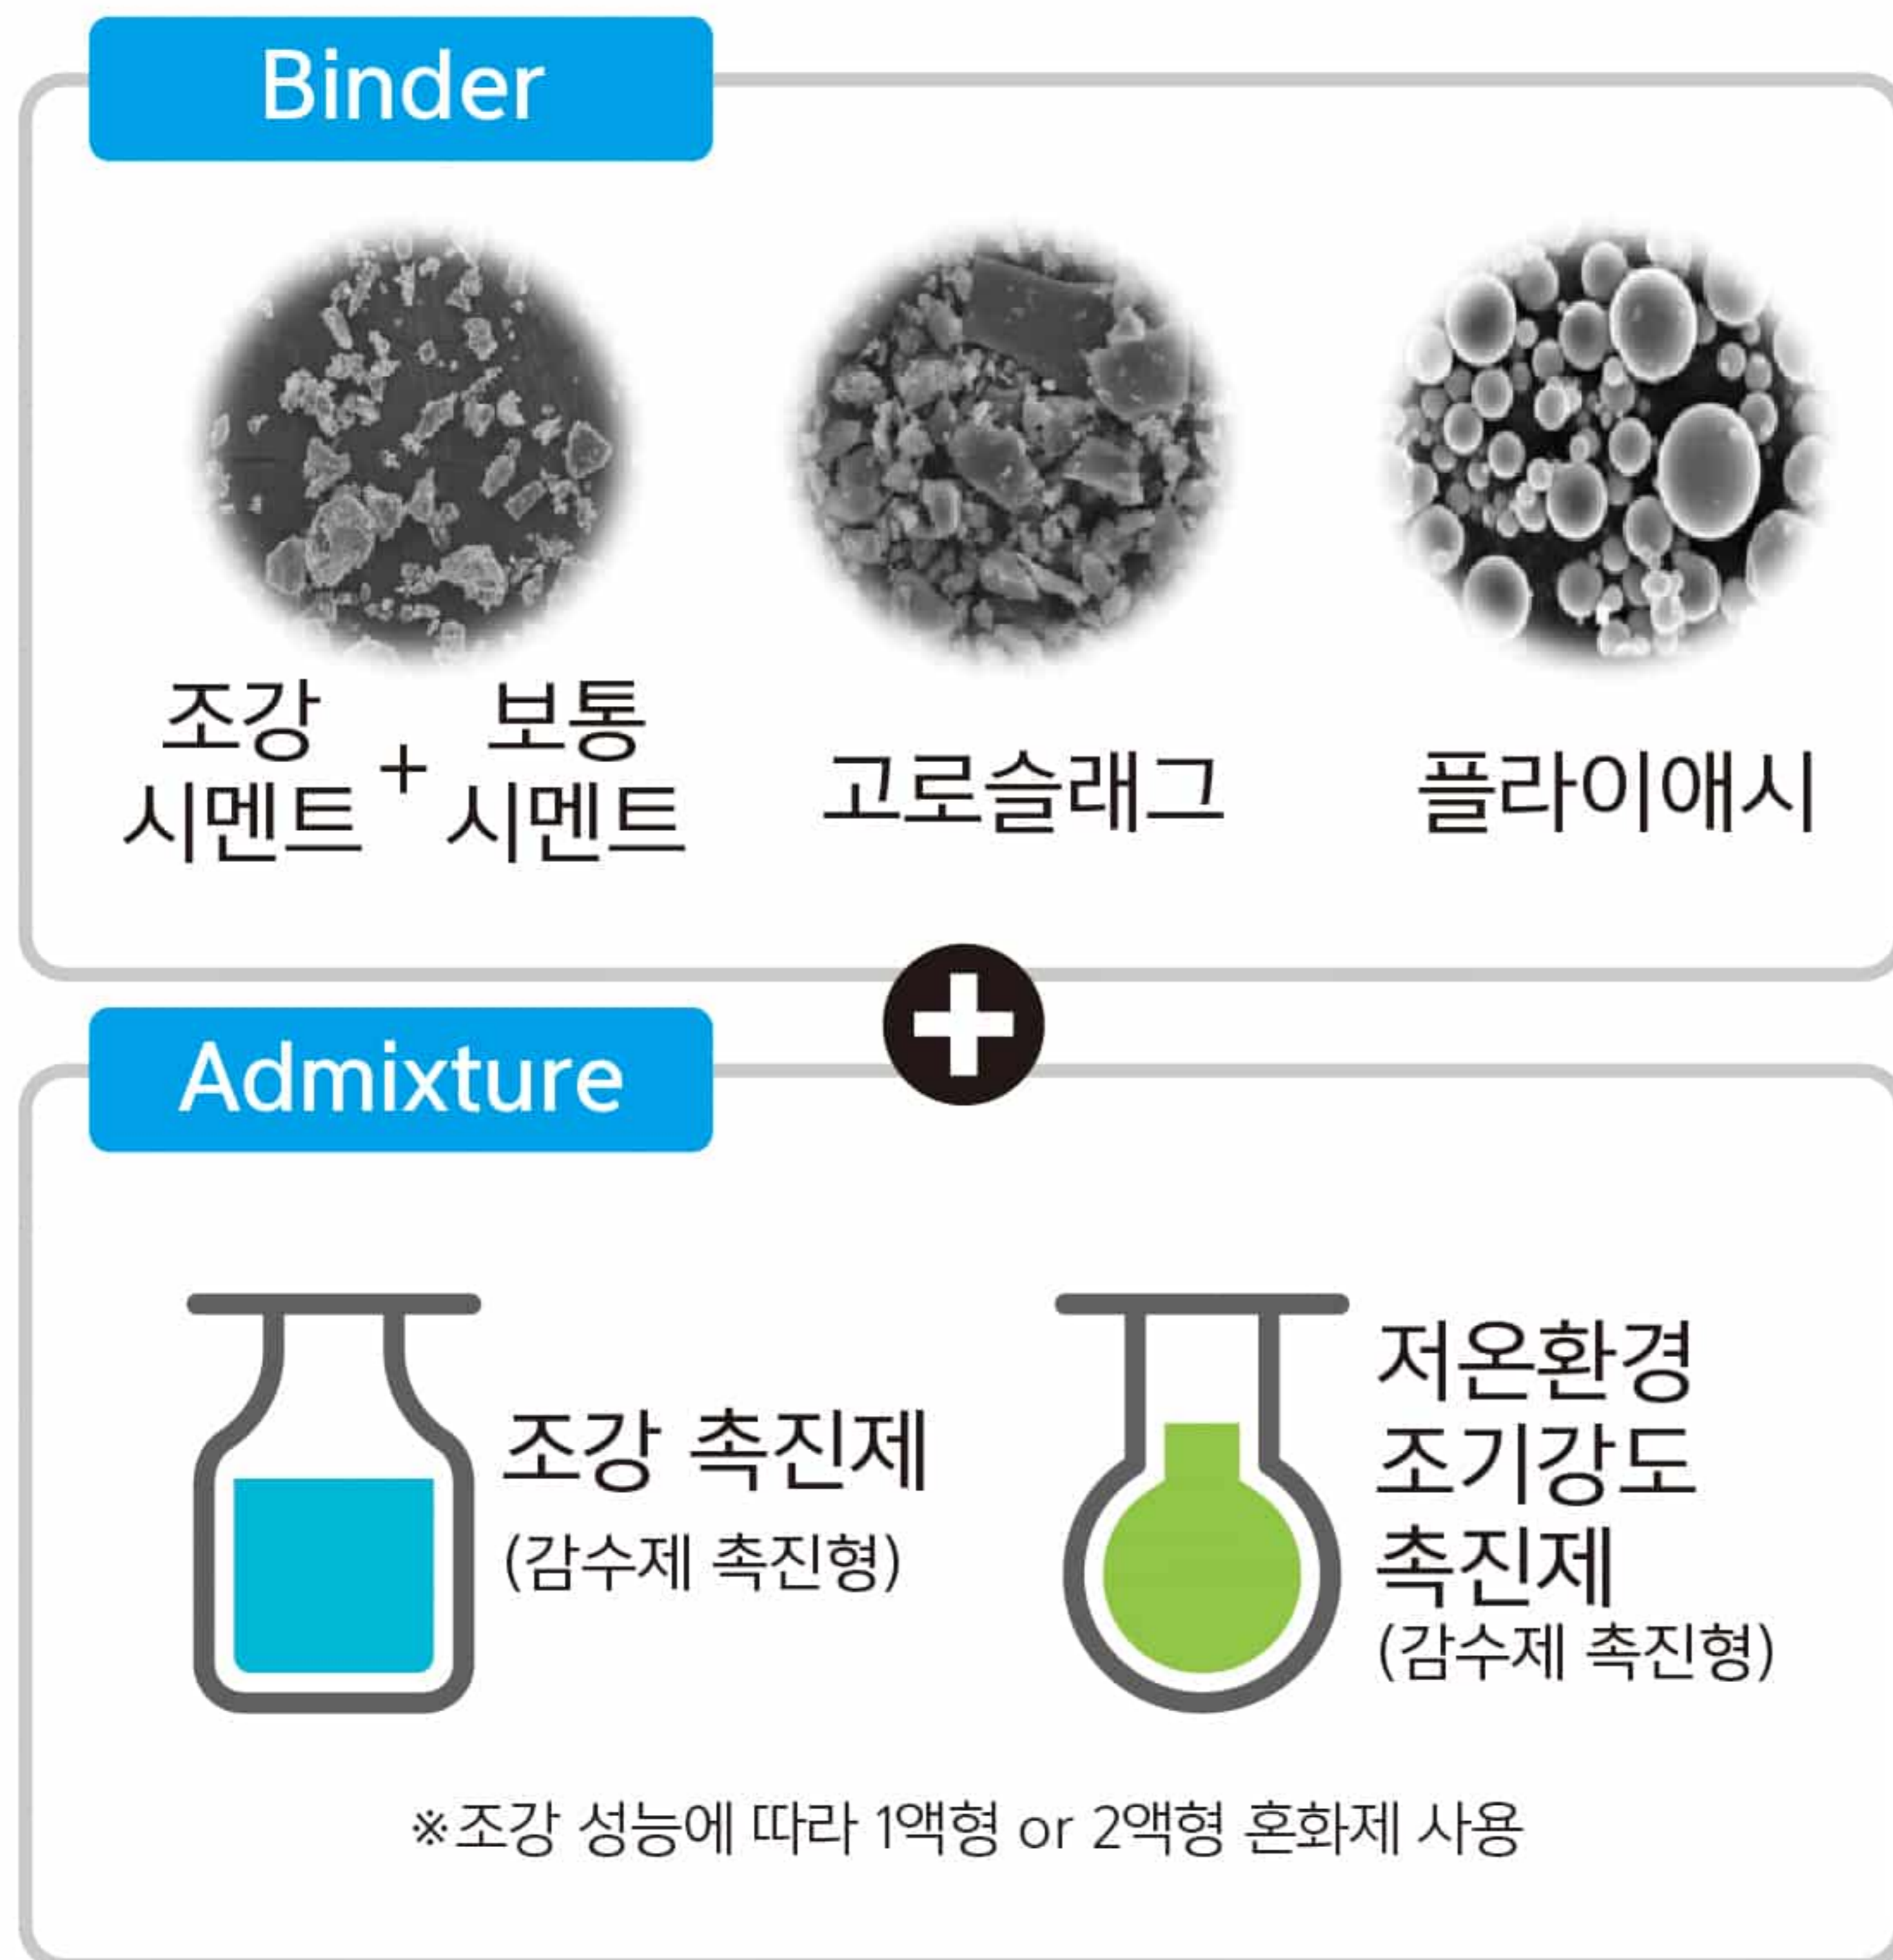 Binder
조강 시멘트 + 보통 시멘트
고로슬래그
플라이애시
Admixture
조강 촉진제
(감수제 촉진형)
저온환경
조기강도
촉진제
(감수제 촉진형)
※조강 성능에 따라 1액형 or 2액형 혼화제 사용